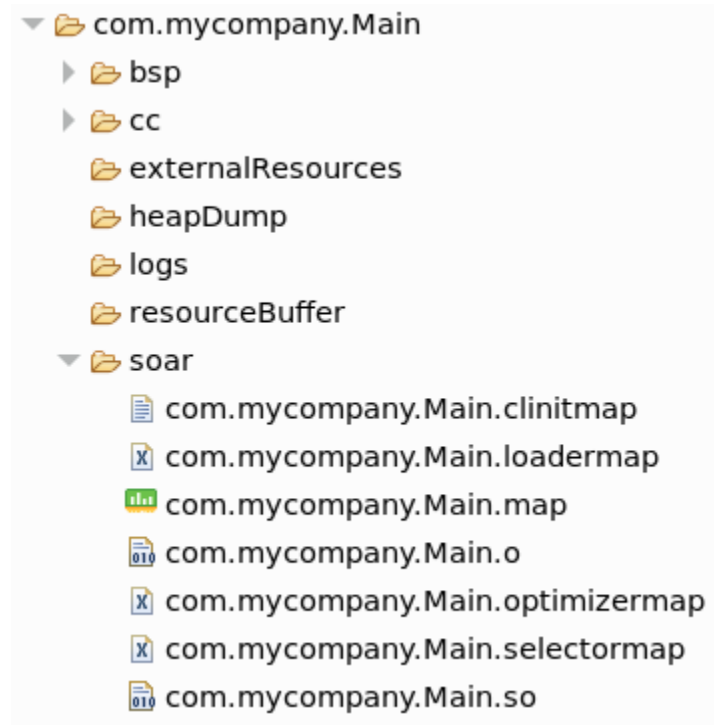 com.mycompany.Main
bsp
cc
externalResources
heapDump
logs
resourceBuffer
soar
com.mycompany.Main.clinitmap
com.mycompany.Main.loadermap
com.mycompany.Main.map
com.mycompany.Main.o
com.mycompany.Main.optimizermap
com.mycompany.Main.selectormap
com.mycompany.Main.so